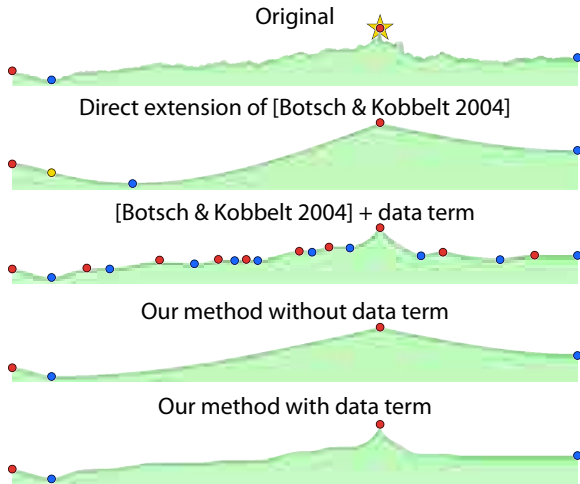 Original
Direct extension of [Botsch & Kobbelt 2004]
[Botsch & Kobbelt 2004] + data term
Our method without data term
Our method with data term